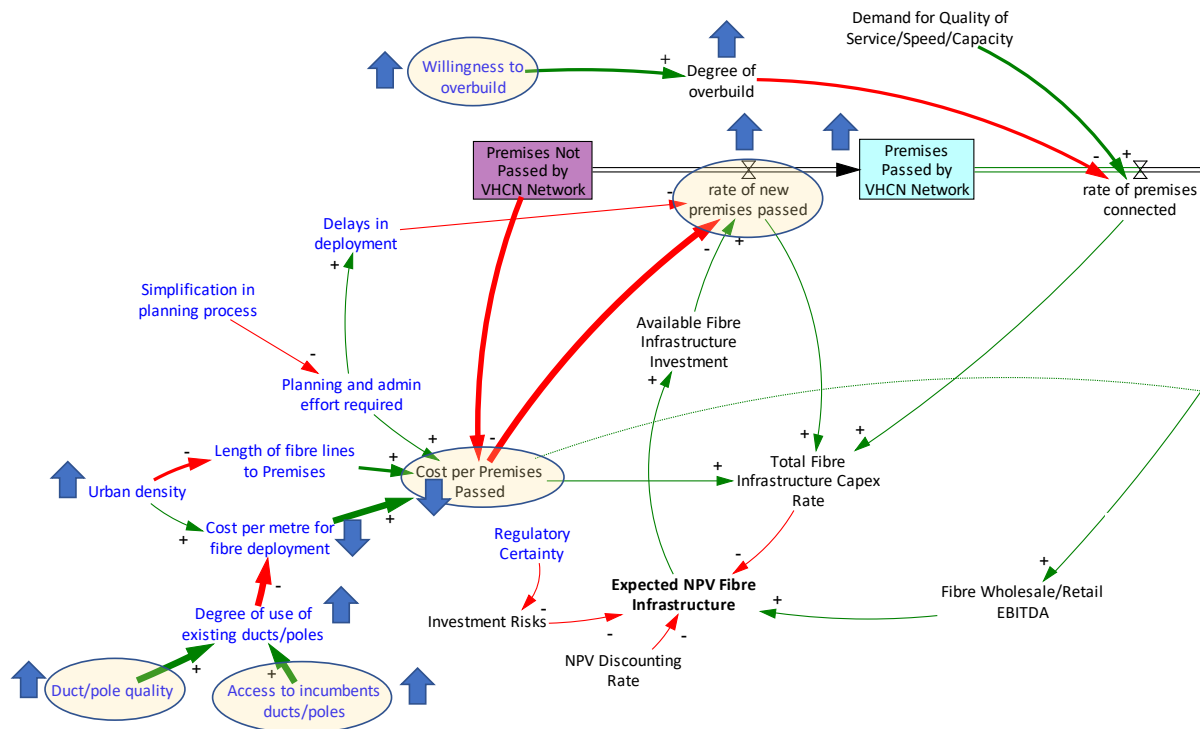 Demand for Quality of
Service/Speed/Capacity
Willingness to
overbuild
+
Degree of
overbuild
Premises Not
Passed by
VHCN Network
-
rate of new
premises passed
-
+
Premises
Passed by
VHCN Network
-
+
rate of premises
connected
Delays in
deployment
+
Simplification in
planning process
-
Planning and admin
effort required
Available Fibre
Infrastructure
Investment
+
Length of fibre lines
to Premises
-
+
+
-
Cost per Premises
Passed
+
+
+
Total Fibre
Infrastructure Capex
Rate
Urban density
+
Cost per metre for
fibre deployment
+
-
Regulatory
Certainty
-
Expected NPV Fibre
Infrastructure
-
Investment Risks
-
-
NPV Discounting
Rate
+
+
Fibre Wholesale/Retail
EBITDA
Degree of use of
existing ducts/poles
+
+
Duct/pole quality
Access to incumbents
ducts/poles